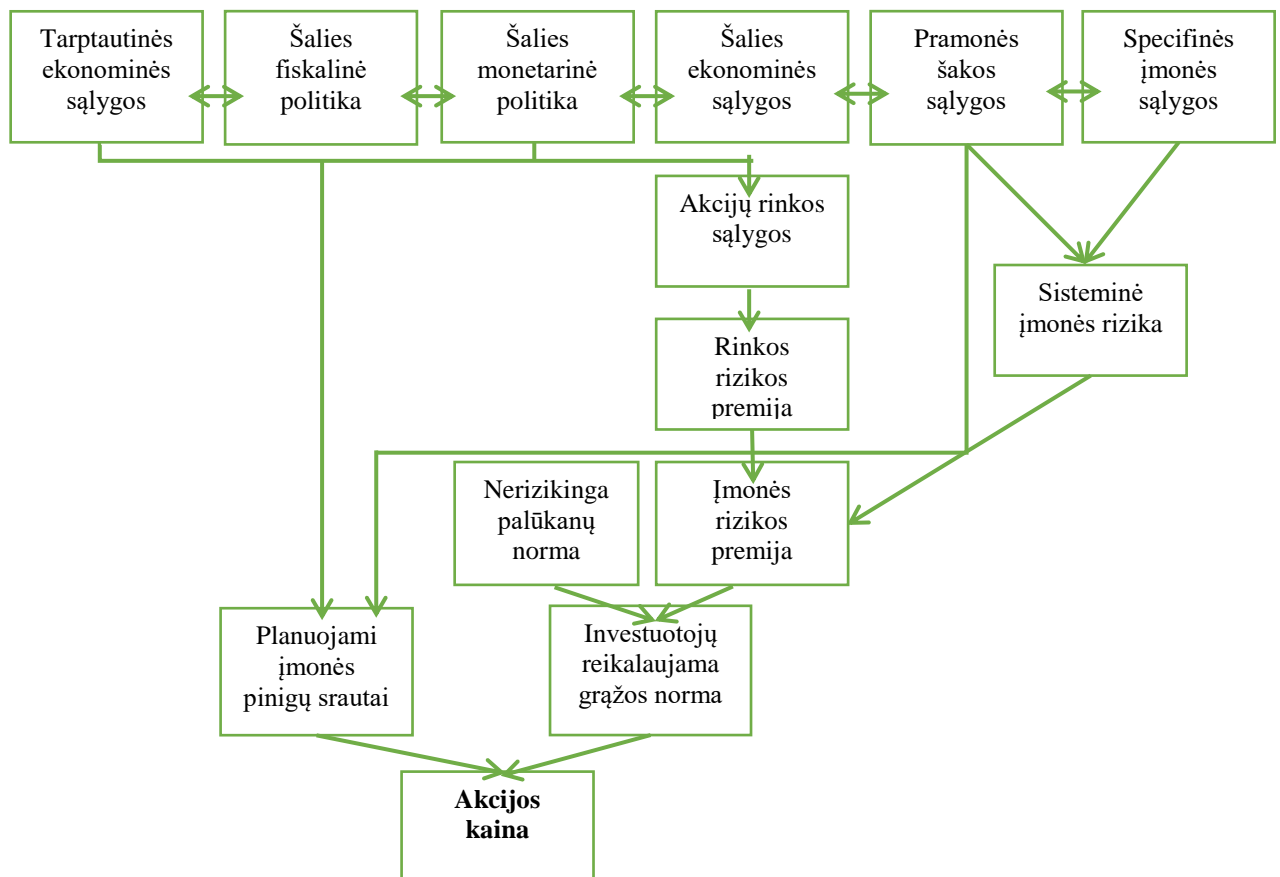 Tarptautinės
ekonominės
sąlygos
Šalies
fiskalinė
politika
Šalies
monetarinė
politika
Šalies
ekonominės
sąlygos
Pramonės
šakos
sąlygos
Specifinės
įmonės
sąlygos
Akcijų rinkos
sąlygos
Sisteminė
įmonės rizika
Rinkos
rizikos
premija
Nerizikinga
palūkanų
norma
Įmonės
rizikos
premija
Planuojami
įmonės
pinigų srautai
Investuotojų
reikalaujama
grąžos norma
Akcijos
kaina